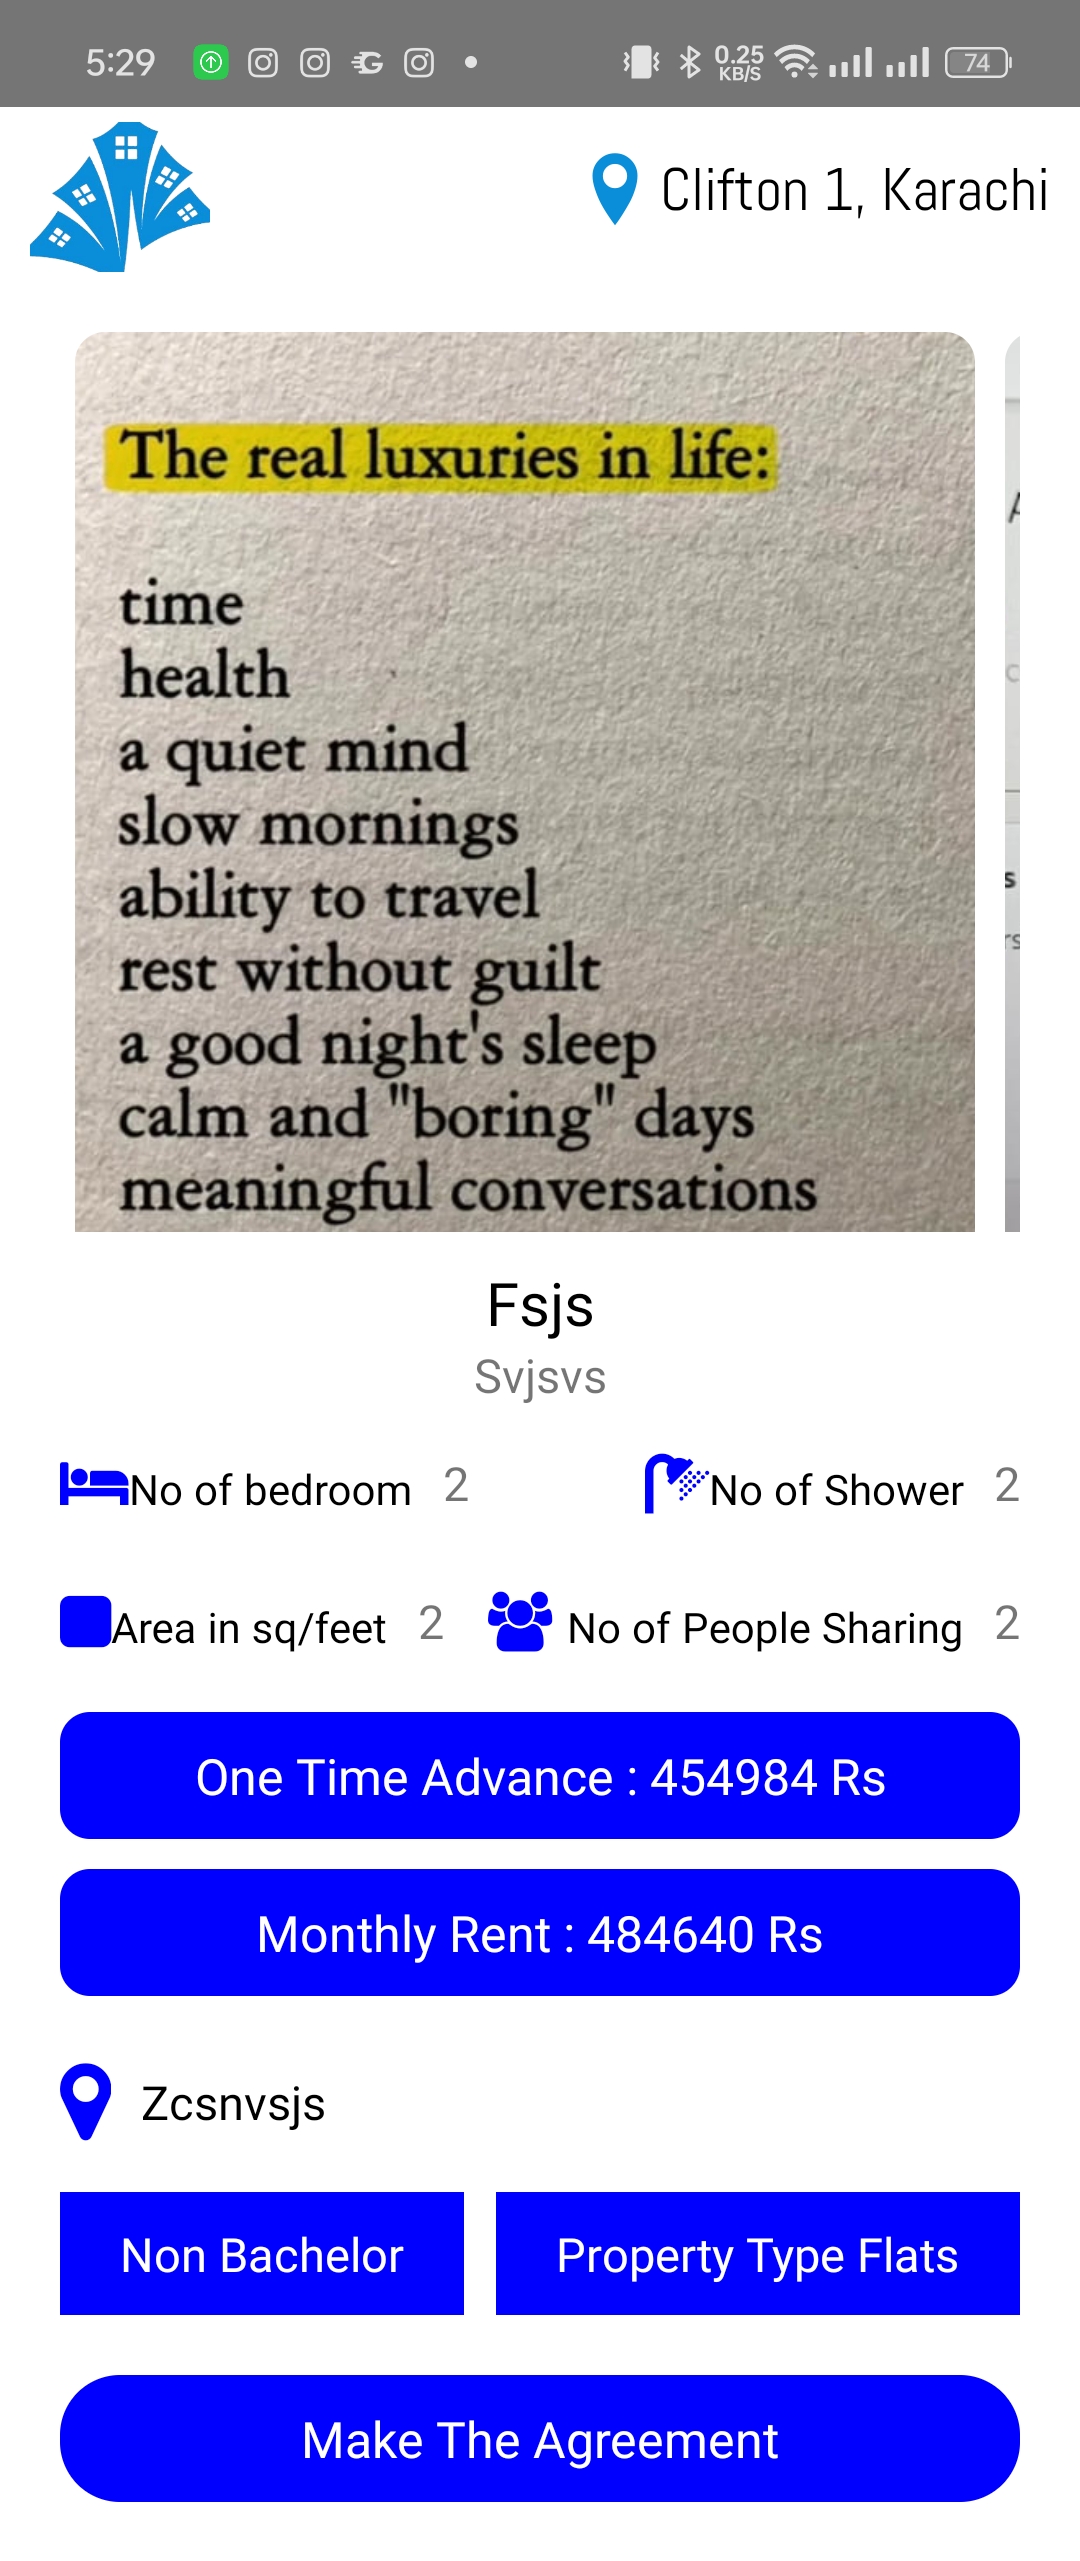 5:29 0.25 KB/S 74
Clifton 1, Karachi
The real luxuries in life:
time
health
a quiet mind
slow mornings
ability to travel
rest without guilt
a good night's sleep
calm and "boring" days
meaningful conversations
Fsjs
Svjsvs
No of bedroom 2 No of Shower 2
Area in sq/feet 2 No of People Sharing 2
One Time Advance : 454984 Rs
Monthly Rent : 484640 Rs
Zcsnvsjs
Non Bachelor Property Type Flats
Make The Agreement